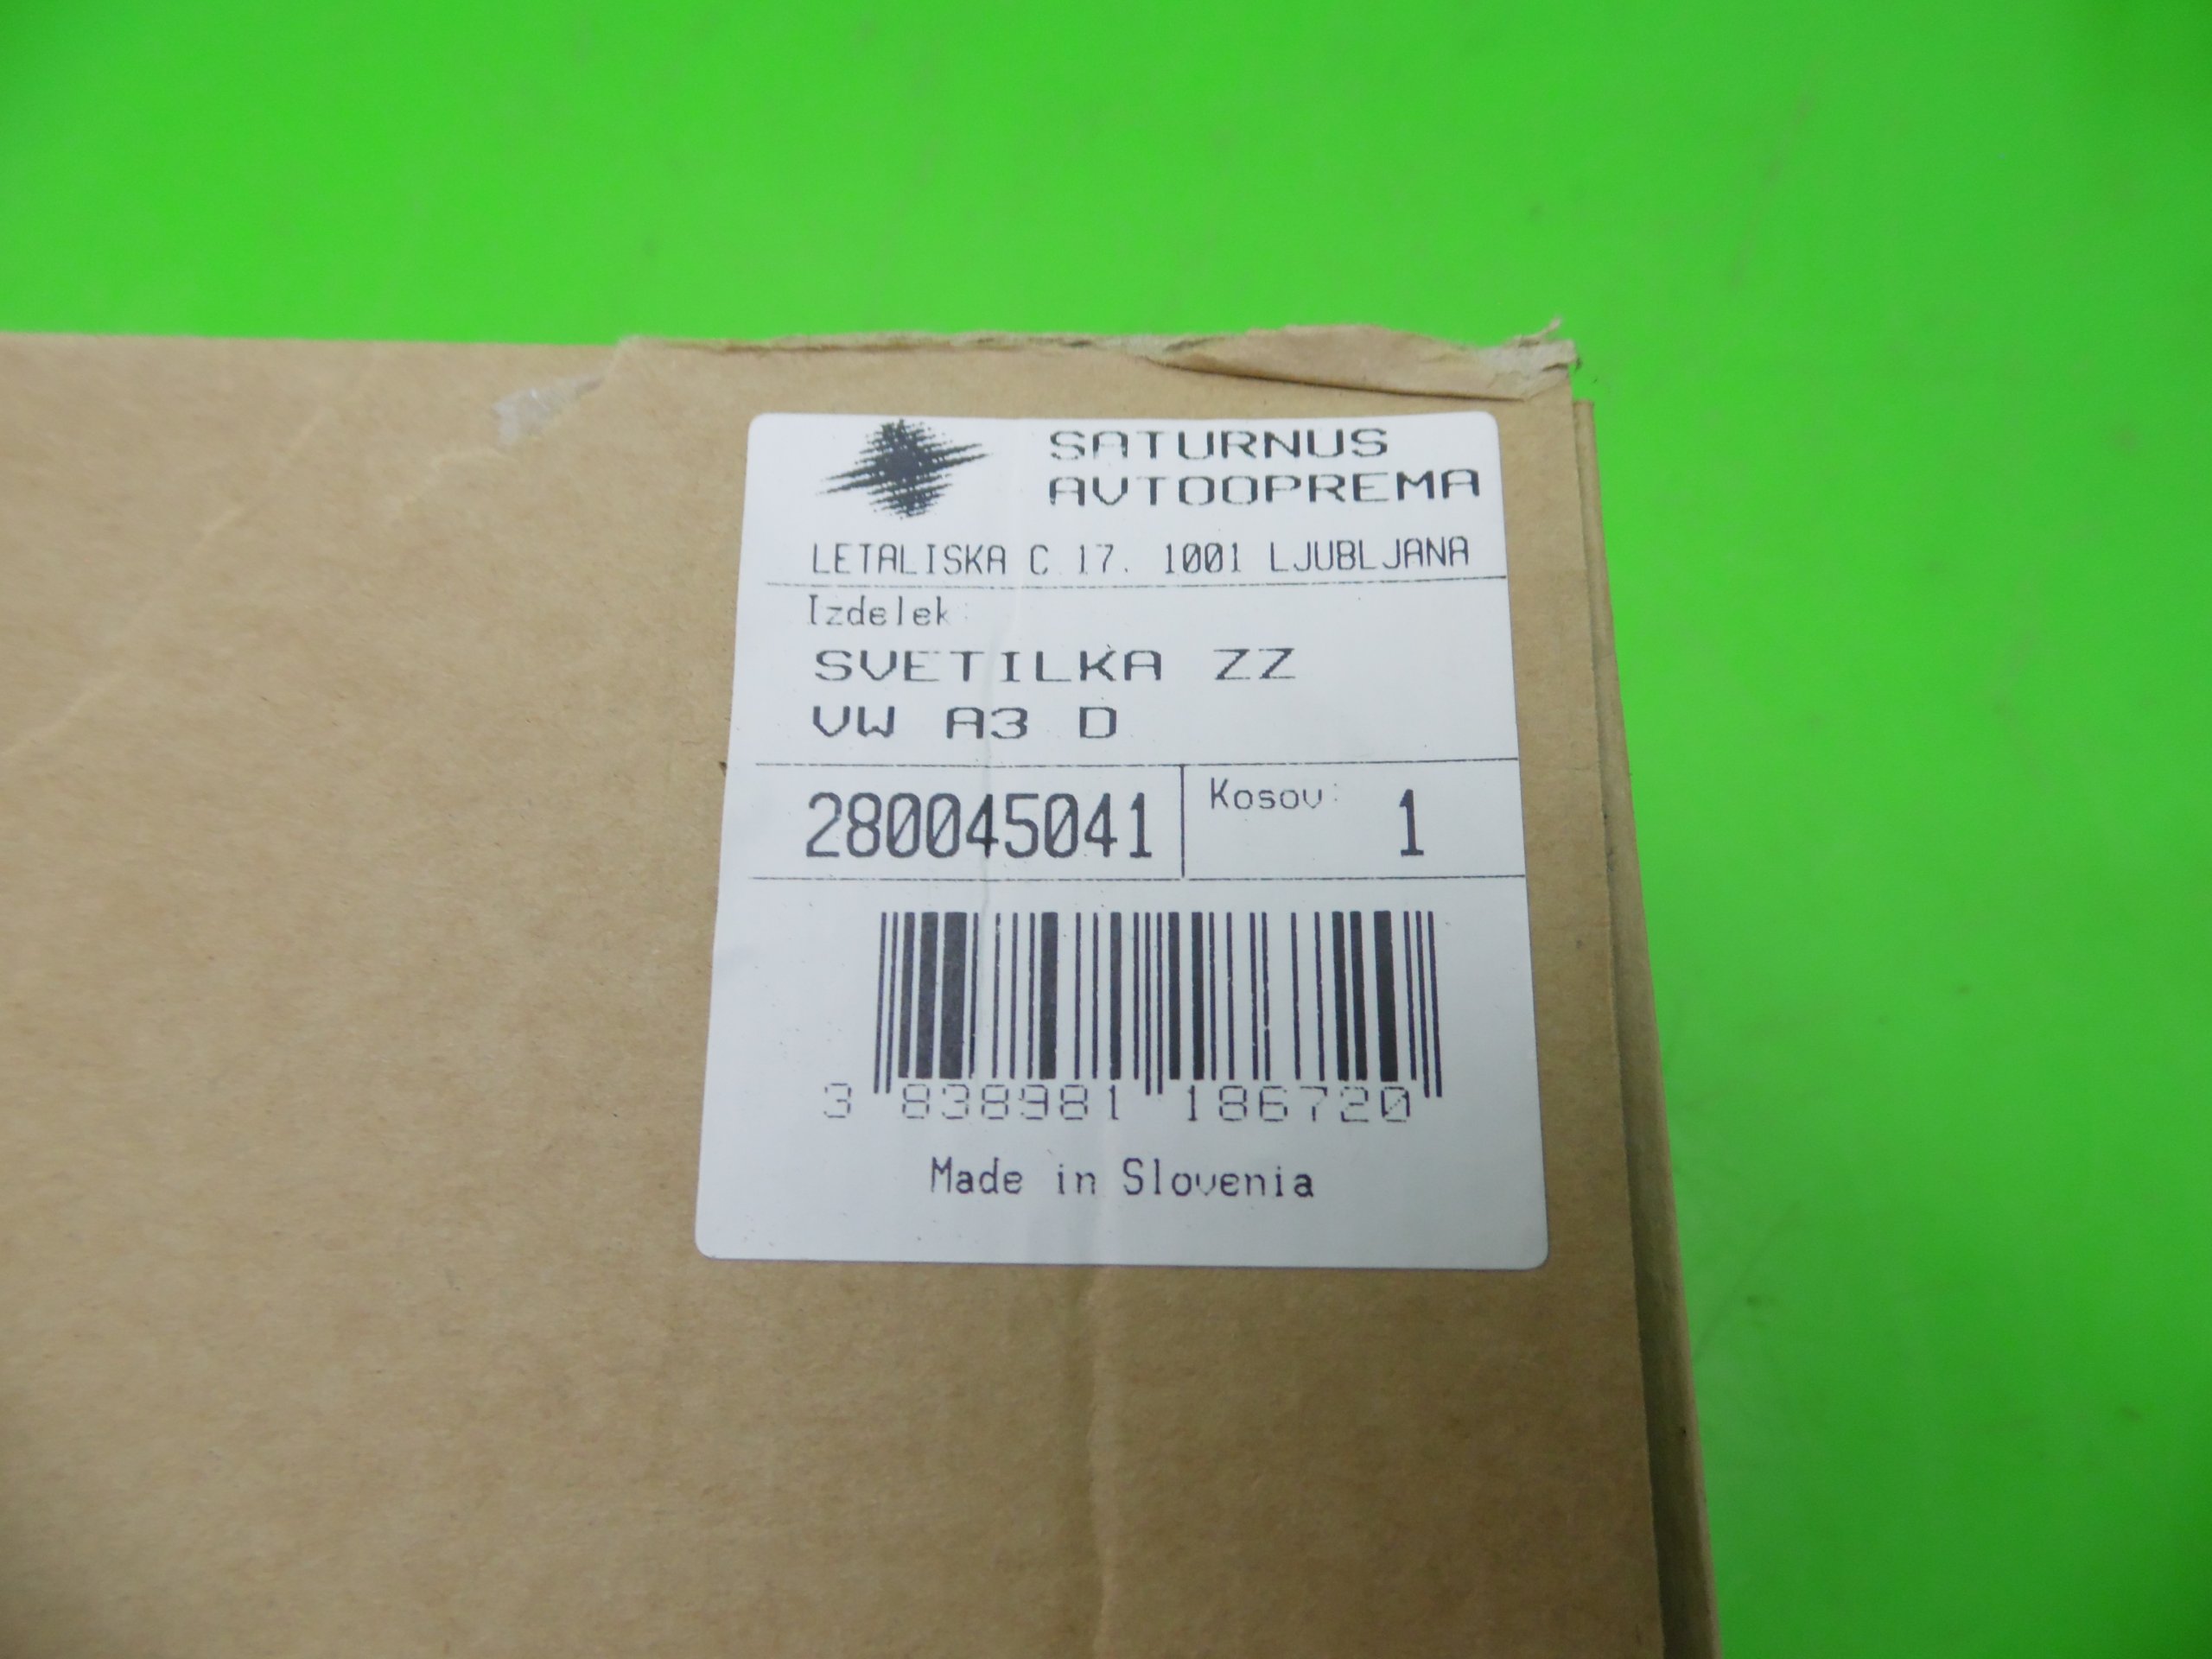 SATURNUS
AVTOOPREMA
LETALISKA C.17. 1001 LJUBLJANA
Izdelek:
SVETILKA ZZ
VW A3 D
280045041
Kosov: 1
3 838981 186720
Made in Slovenia